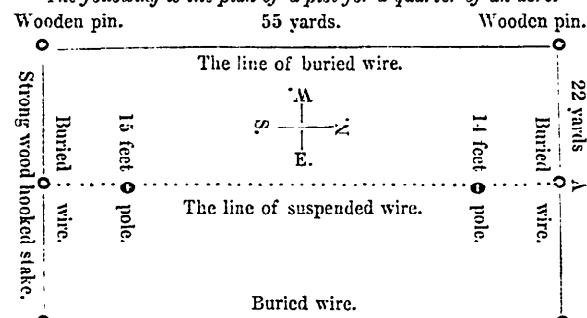 The following is the plan of a plot for a quarter of an acre.
Wooden pin. 55 yards. Wooden pin.
The line of buried wire.
W.
S. N.
E.
Strong wood hooked stake.
Buried wire.
15 feet pole.
14 feet pole.
Buried wire.
22 yards
A
The line of suspended wire.
Buried wire.